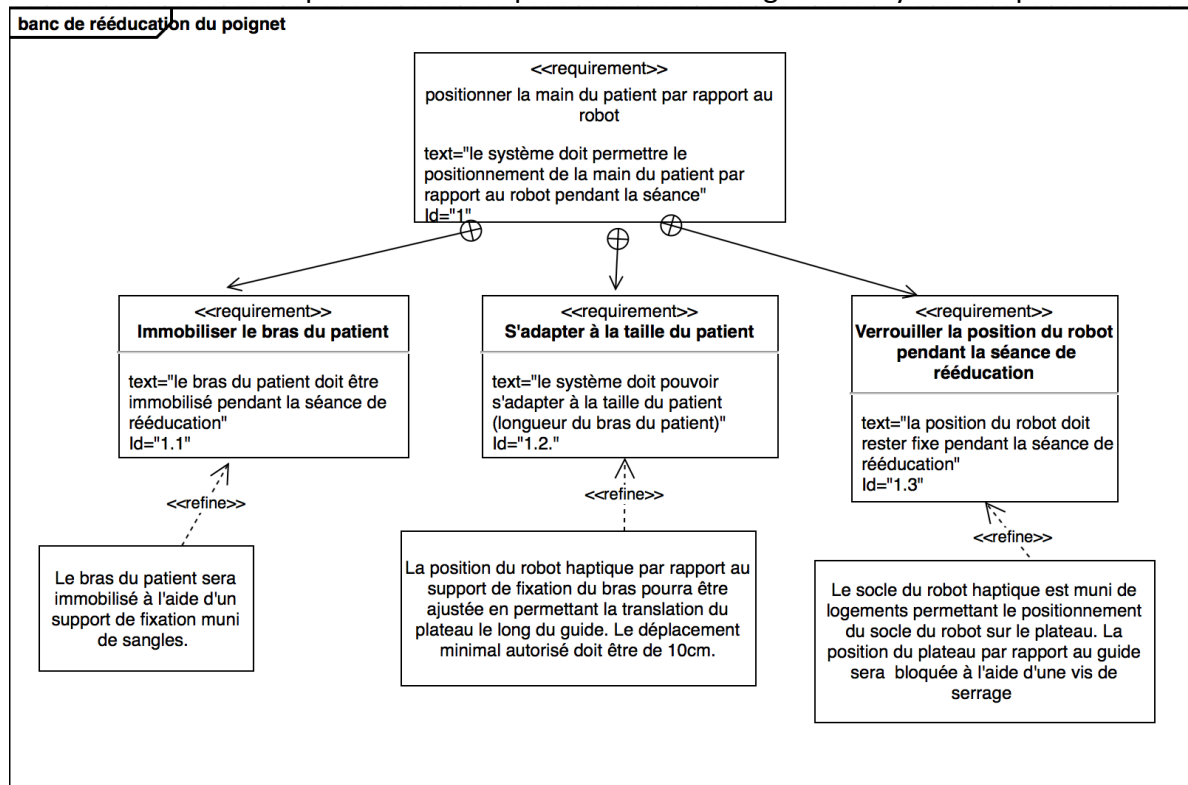 banc de rééducation du poignet
<<requirement>>
positionner la main du patient par rapport au
robot
text="le système doit permettre le
positionnement de la main du patient par
rapport au robot pendant la séance"
Id="1"
<<requirement>>
Immobiliser le bras du patient
text="le bras du patient doit être
immobilisé pendant la séance de
rééducation"
Id="1.1"
<<requirement>>
S'adapter à la taille du patient
text="le système doit pouvoir
s'adapter à la taille du patient
(longueur du bras du patient)"
Id="1.2."
<<requirement>>
Verrouiller la position du robot
pendant la séance de
rééducation
text="la position du robot doit
rester fixe pendant la séance de
rééducation"
Id="1.3"
<<refine>>
<<refine>>
<<refine>>
Le bras du patient sera
immobilisé à l'aide d'un
support de fixation muni
de sangles.
La position du robot haptique par rapport au
support de fixation du bras pourra être
ajustée en permettant la translation du
plateau le long du guide. Le déplacement
minimal autorisé doit être de 10cm.
Le socle du robot haptique est muni de
logements permettant le positionnement
du socle du robot sur le plateau. La
position du plateau par rapport au guide
sera bloquée à l'aide d'une vis de
serrage